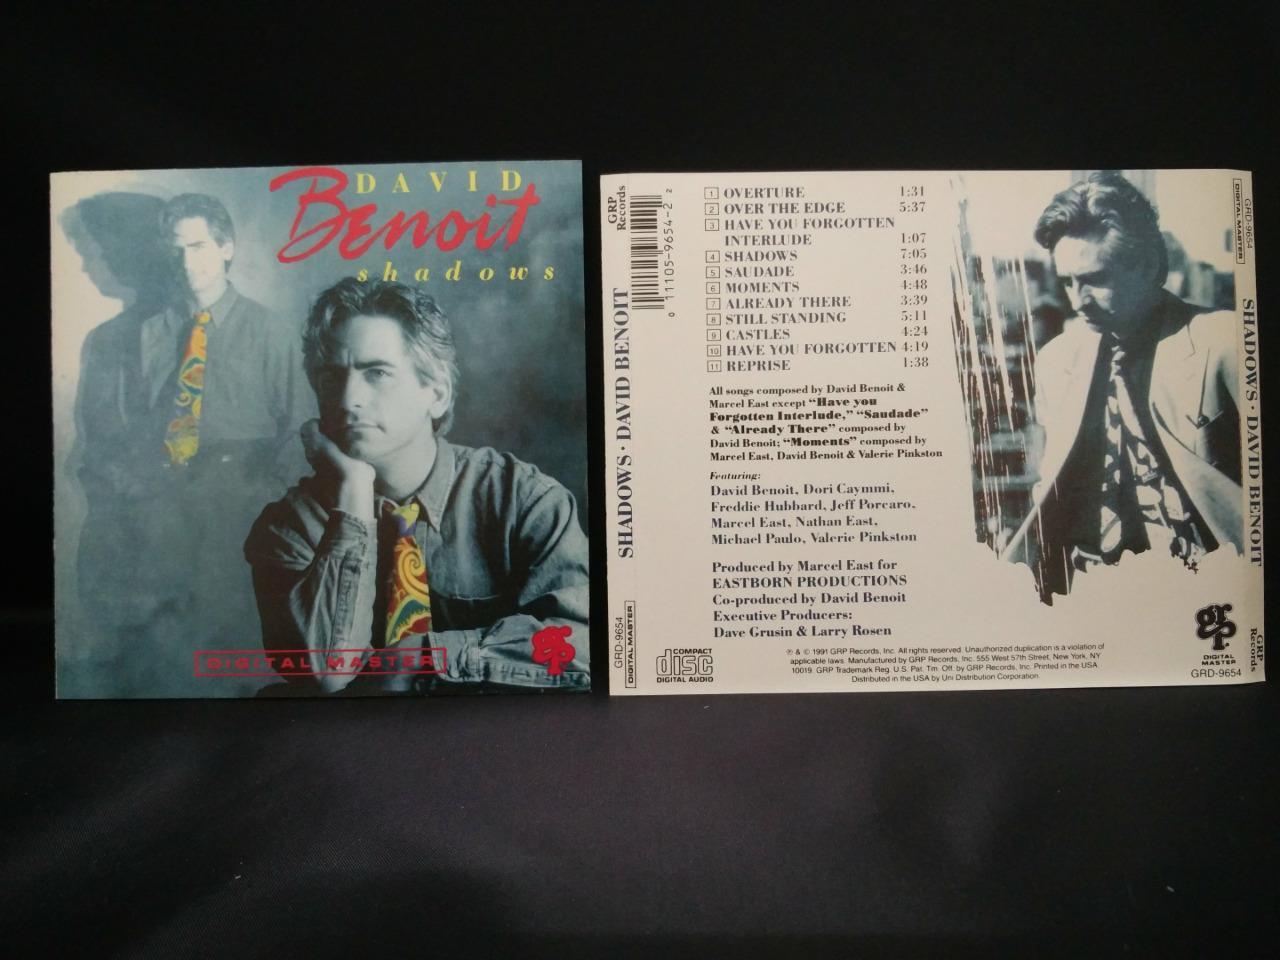 DAVID
Benoit
shadows
DIGITAL MASTER
grp
SHADOWS · DAVID BENOIT
GRP
Records
0 11105-9654-2 2
GRD-9654
DIGITAL MASTER
1 OVERTURE 1:31
2 OVER THE EDGE 5:37
3 HAVE YOU FORGOTTEN
INTERLUDE 1:07
4 SHADOWS 7:05
5 SAUDADE 3:46
6 MOMENTS 4:48
7 ALREADY THERE 3:39
8 STILL STANDING 5:11
9 CASTLES 4:24
10 HAVE YOU FORGOTTEN 4:19
11 REPRISE 1:38
All songs composed by David Benoit &
Marcel East except "Have you
Forgotten Interlude," "Saudade"
& "Already There" composed by
David Benoit; "Moments" composed by
Marcel East, David Benoit & Valerie Pinkston
Featuring:
David Benoit, Dori Caymmi,
Freddie Hubbard, Jeff Porcaro,
Marcel East, Nathan East,
Michael Paulo, Valerie Pinkston
Produced by Marcel East for
EASTBORN PRODUCTIONS
Co-produced by David Benoit
Executive Producers:
Dave Grusin & Larry Rosen
COMPACT
disc
DIGITAL AUDIO
℗ & © 1991 GRP Records, Inc. All rights reserved. Unauthorized duplication is a violation of
applicable laws. Manufactured by GRP Records, Inc. 555 West 57th Street, New York, NY
10019. GRP Trademark Reg. U.S. Pat. Tm. Off. by GRP Records, Inc. Printed in the USA.
Distributed in the USA by Uni Distribution Corporation.
grp
DIGITAL
MASTER
GRD-9654
GRD-9654
DIGITAL MASTER
SHADOWS · DAVID BENOIT
GRP
Records